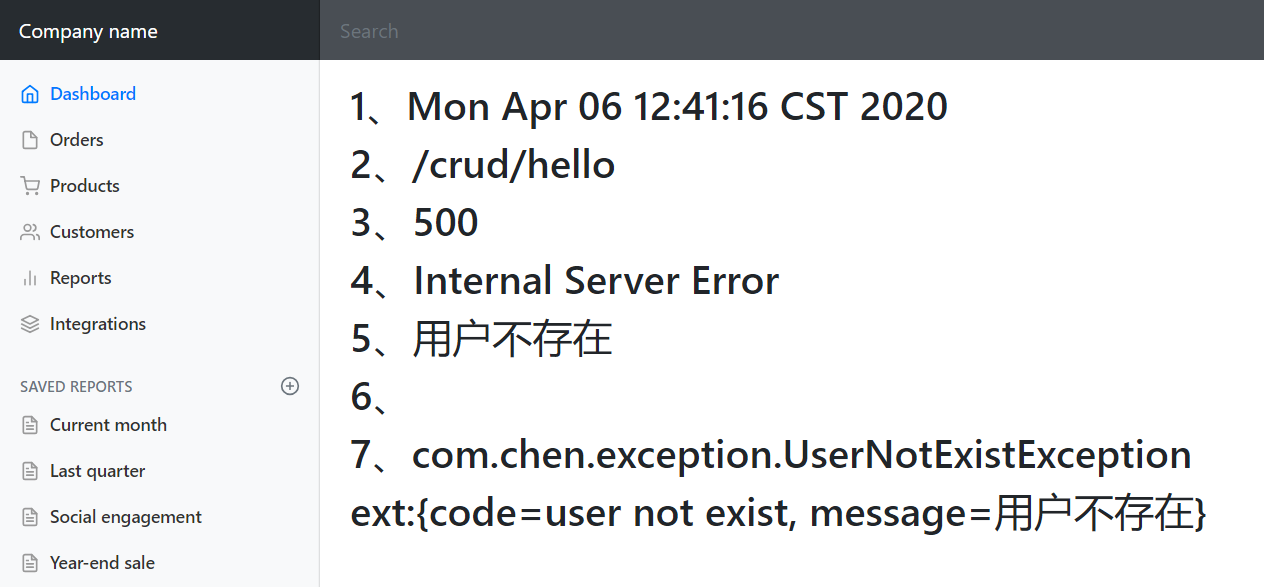 Company name
Search
Dashboard
Orders
Products
Customers
Reports
Integrations
SAVED REPORTS
Current month
Last quarter
Social engagement
Year-end sale
1、Mon Apr 06 12:41:16 CST 2020
2、/crud/hello
3、500
4、Internal Server Error
5、用户不存在
6、
7、com.chen.exception.UserNotExistException
ext:{code=user not exist, message=用户不存在}